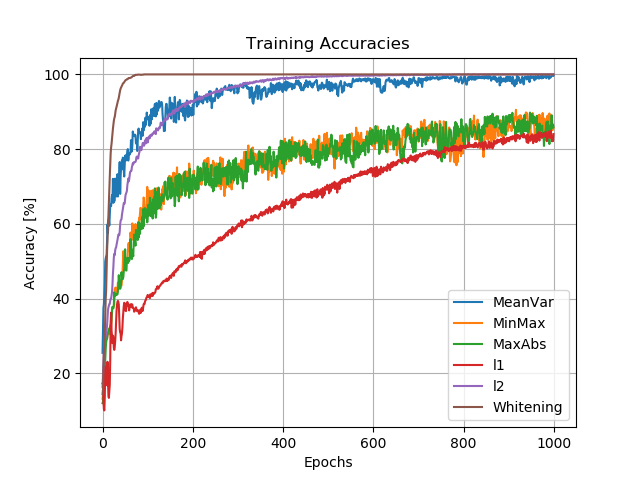 Training Accuracies
Accuracy [%]
100
80
60
40
20
0
200
400
600
800
1000
Epochs
MeanVar
MinMax
MaxAbs
l1
l2
Whitening